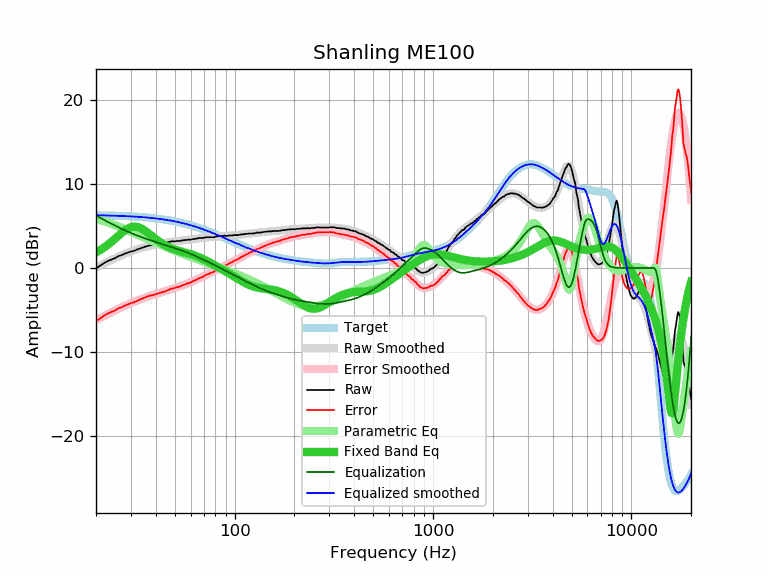 Shanling ME100
20
10
0
−10
−20
Amplitude (dBr)
Target
Raw Smoothed
Error Smoothed
Raw
Error
Parametric Eq
Fixed Band Eq
Equalization
Equalized smoothed
100
1000
10000
Frequency (Hz)